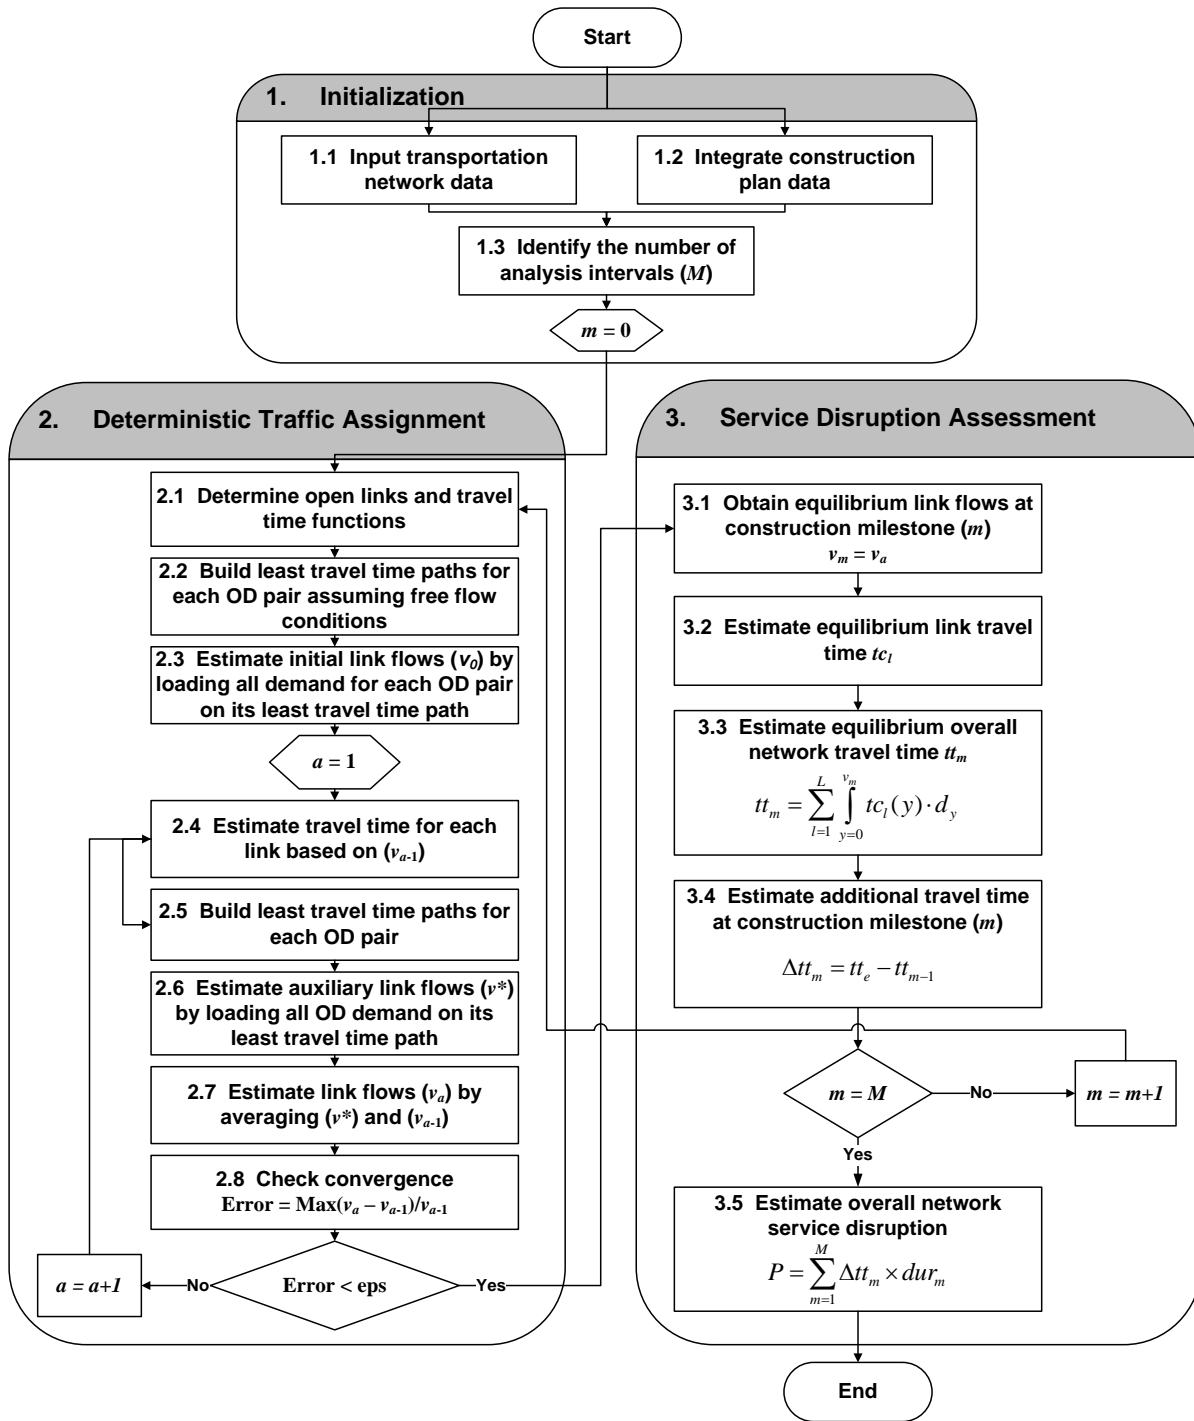 Start
1. Initialization
1.1 Input transportation
network data
1.2 Integrate construction
plan data
1.3 Identify the number of
analysis intervals (M)
m = 0
2. Deterministic Traffic Assignment
2.1 Determine open links and travel
time functions
2.2 Build least travel time paths for
each OD pair assuming free flow
conditions
2.3 Estimate initial link flows (v₀) by
loading all demand for each OD pair
on its least travel time path
a = 1
2.4 Estimate travel time for each
link based on (vₐ₋₁)
2.5 Build least travel time paths for
each OD pair
2.6 Estimate auxiliary link flows (v*)
by loading all OD demand on its
least travel time path
2.7 Estimate link flows (vₐ) by
averaging (v*) and (vₐ₋₁)
2.8 Check convergence
Error = Max(vₐ – vₐ₋₁)/vₐ₋₁
a = a+1
No
Error < eps
Yes
3. Service Disruption Assessment
3.1 Obtain equilibrium link flows at
construction milestone (m)
vₘ = vₐ
3.2 Estimate equilibrium link travel
time tcₗ
3.3 Estimate equilibrium overall
network travel time ttₘ
ttₘ = ∑_{l=1}^{L} ∫_{y=0}^{vₘ} tcₗ(y) · d_y
3.4 Estimate additional travel time
at construction milestone (m)
Δttₘ = ttₑ − ttₘ₋₁
m = M
No
m = m+1
Yes
3.5 Estimate overall network
service disruption
P = ∑_{m=1}^{M} Δttₘ × durₘ
End